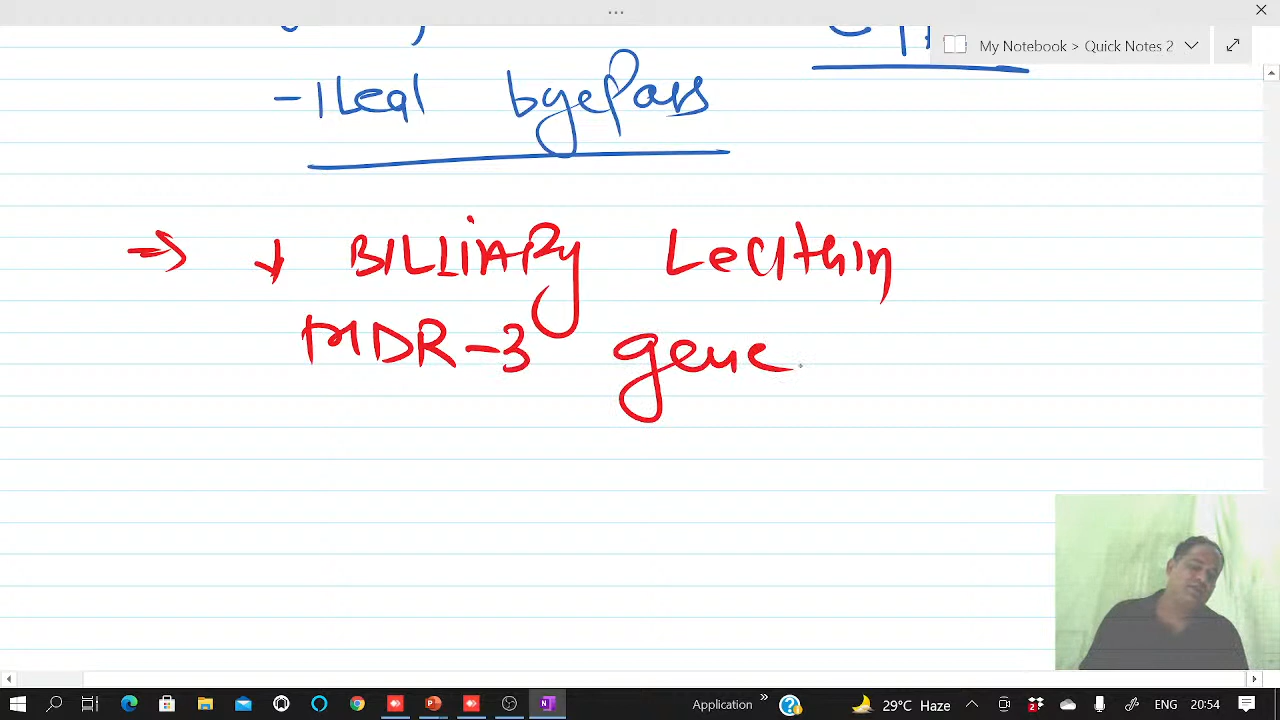 ...
My Notebook > Quick Notes 2
-Ileal byePass
→ ↓ BILLIARY Lecithin
MDR-3 gene
Application
29°C Haze
ENG
20:54